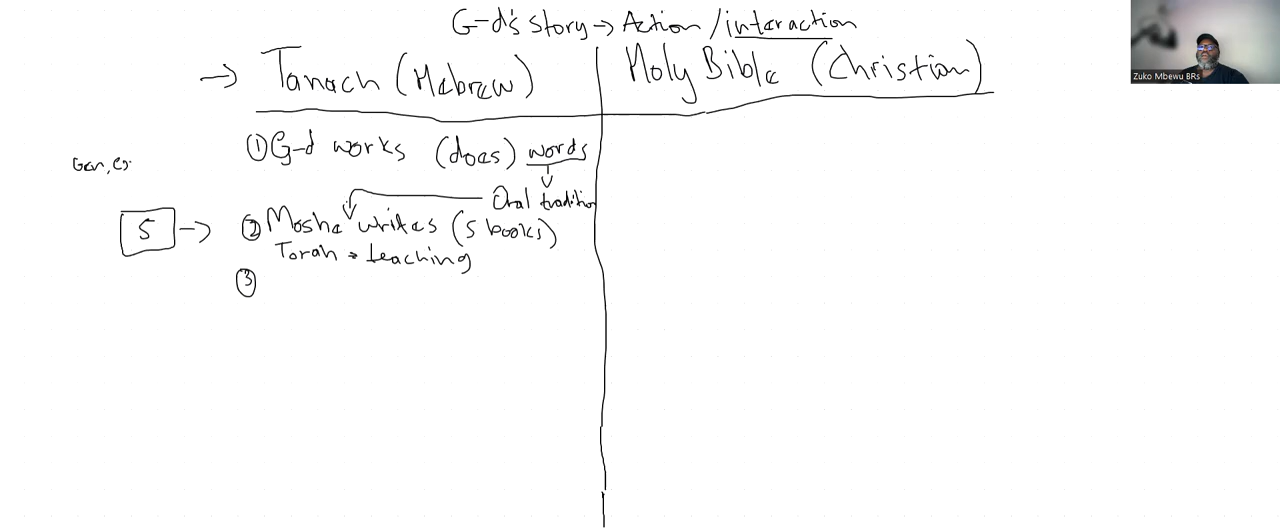 G-d's story → Action / interaction
→ Tanach (Hebrew)
Holy Bible (Christian)
① G-d works (does) words
Oral tradition
Gen, Ex
5 → ② Moshe writes (5 books)
Torah = teaching
③
Zuko Mbewu BRs